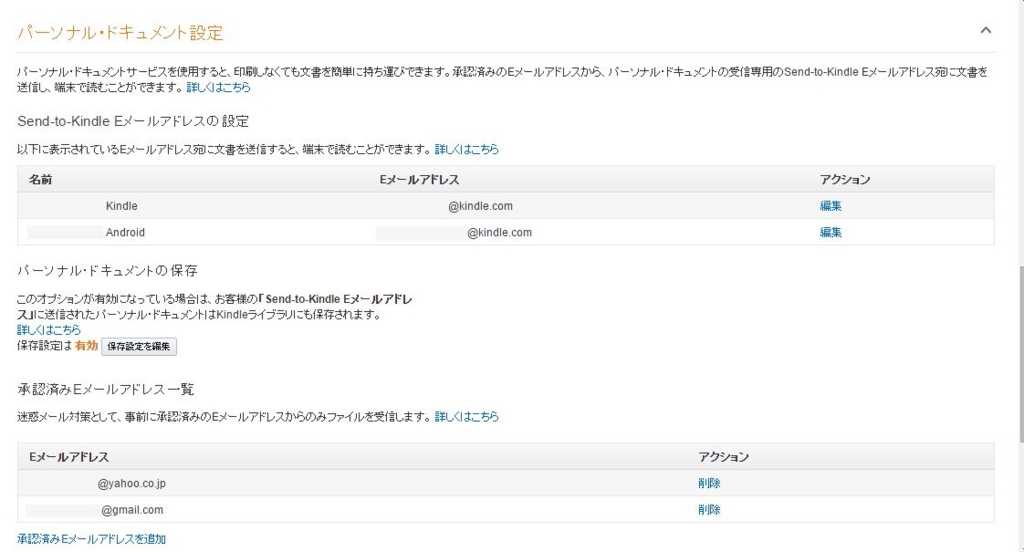 パーソナル・ドキュメント設定
パーソナル・ドキュメントサービスを使用すると、印刷しなくても文書を簡単に持ち運びできます。承認済みのEメールアドレスから、パーソナル・ドキュメントの受信専用のSend-to-Kindle Eメールアドレス宛に文書を
送信し、端末で読むことができます。 詳しくはこちら
Send-to-Kindle Eメールアドレスの設定
以下に表示されているEメールアドレス宛に文書を送信すると、端末で読むことができます。 詳しくはこちら
名前 Eメールアドレス アクション
Kindle @kindle.com 編集
Android @kindle.com 編集
パーソナル・ドキュメントの保存
このオプションが有効になっている場合は、お客様の「Send-to-Kindle Eメールアドレ
ス」に送信されたパーソナル・ドキュメントはKindleライブラリにも保存されます。
詳しくはこちら
保存設定は 有効 保存設定を編集
承認済みEメールアドレス一覧
迷惑メール対策として、事前に承認済みのEメールアドレスからのみファイルを受信します。 詳しくはこちら
Eメールアドレス アクション
@yahoo.co.jp 削除
@gmail.com 削除
承認済みEメールアドレスを追加